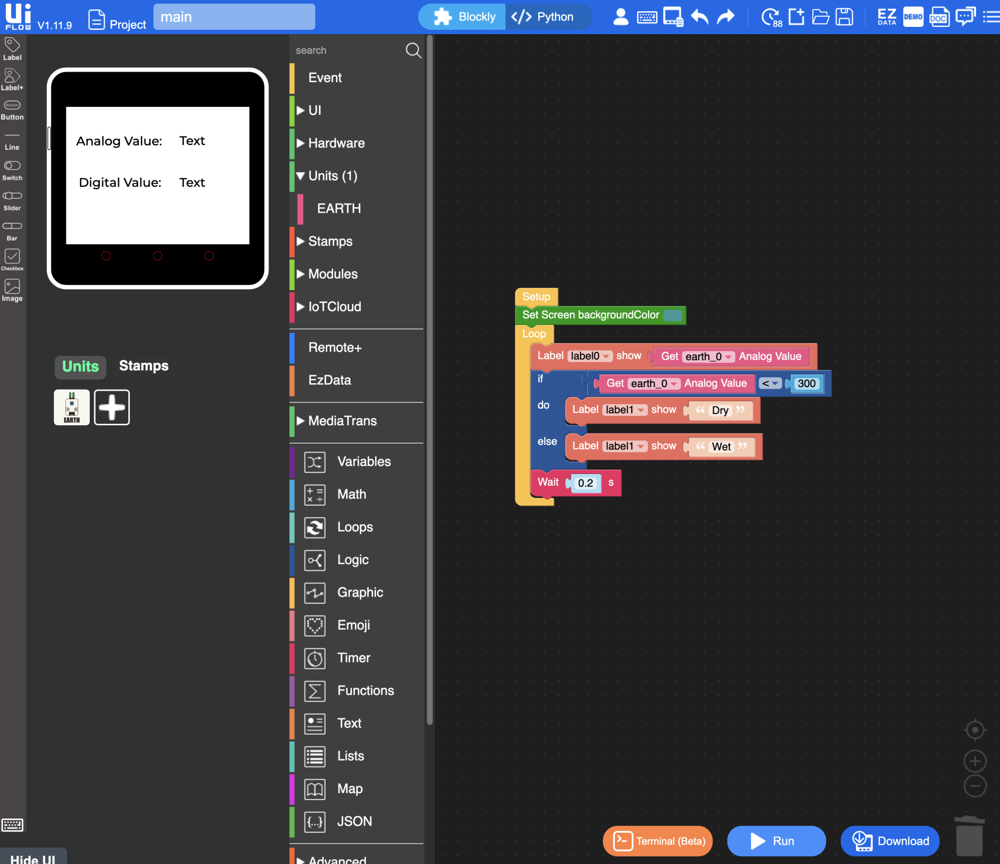 Ui FLOW V1.11.9 Project main Blockly </> Python 88 EZ DATA DEMO DOC
Label
Label+
Button
Button
Line
Switch
Slider
Bar
Checkbox
Image
Hide UI
Analog Value: Text
Digital Value: Text
Units Stamps
EARTH
search
Event
UI
Hardware
Units (1)
EARTH
Stamps
Modules
IoTCloud
Remote+
EzData
MediaTrans
Variables
Math
Loops
Logic
Graphic
Emoji
Timer
Functions
Text
Lists
Map
JSON
Advanced
Setup
Set Screen backgroundColor
Loop
Label label0 show Get earth_0 Analog Value
if Get earth_0 Analog Value < 300
do Label label1 show “ Dry ”
else Label label1 show “ Wet ”
Wait 0.2 s
Terminal (Beta) Run Download